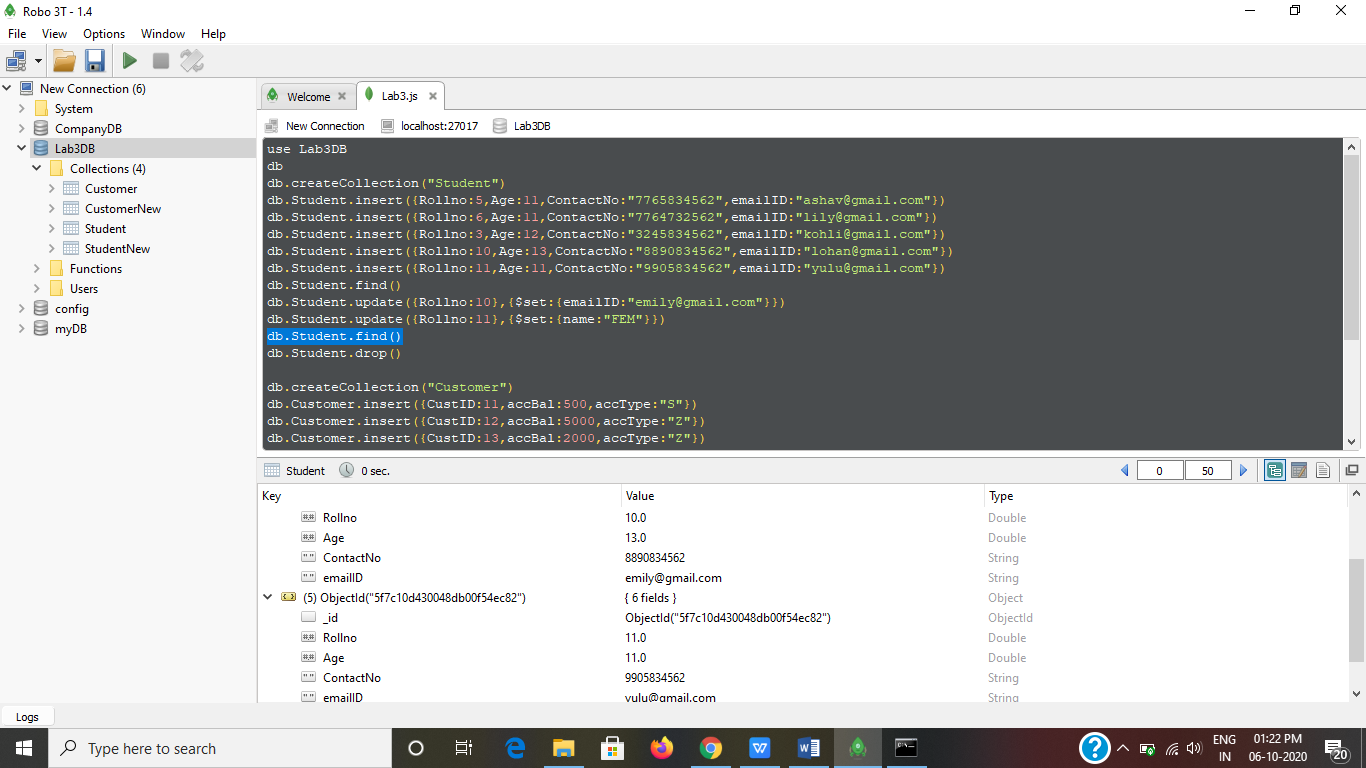 Robo 3T - 1.4
File View Options Window Help
New Connection (6)
System
CompanyDB
Lab3DB
Collections (4)
Customer
CustomerNew
Student
StudentNew
Functions
Users
config
myDB
Welcome Lab3.js
New Connection localhost:27017 Lab3DB
use Lab3DB
db
db.createCollection("Student")
db.Student.insert({Rollno:5,Age:11,ContactNo:"7765834562",emailID:"ashav@gmail.com"})
db.Student.insert({Rollno:6,Age:11,ContactNo:"7764732562",emailID:"lily@gmail.com"})
db.Student.insert({Rollno:3,Age:12,ContactNo:"3245834562",emailID:"kohli@gmail.com"})
db.Student.insert({Rollno:10,Age:13,ContactNo:"8890834562",emailID:"lohan@gmail.com"})
db.Student.insert({Rollno:11,Age:11,ContactNo:"9905834562",emailID:"yulu@gmail.com"})
db.Student.find()
db.Student.update({Rollno:10},{$set:{emailID:"emily@gmail.com"}})
db.Student.update({Rollno:11},{$set:{name:"FEM"}})
db.Student.find()
db.Student.drop()
db.createCollection("Customer")
db.Customer.insert({CustID:11,accBal:500,accType:"S"})
db.Customer.insert({CustID:12,accBal:5000,accType:"Z"})
db.Customer.insert({CustID:13,accBal:2000,accType:"Z"})
Student 0 sec. 0 50
Key Value Type
Rollno 10.0 Double
Age 13.0 Double
ContactNo 8890834562 String
emailID emily@gmail.com String
(5) ObjectId("5f7c10d430048db00f54ec82") { 6 fields } Object
_id ObjectId("5f7c10d430048db00f54ec82") ObjectId
Rollno 11.0 Double
Age 11.0 Double
ContactNo 9905834562 String
emailID yulu@gmail.com String
Logs
Type here to search
ENG 01:22 PM
IN 06-10-2020 20